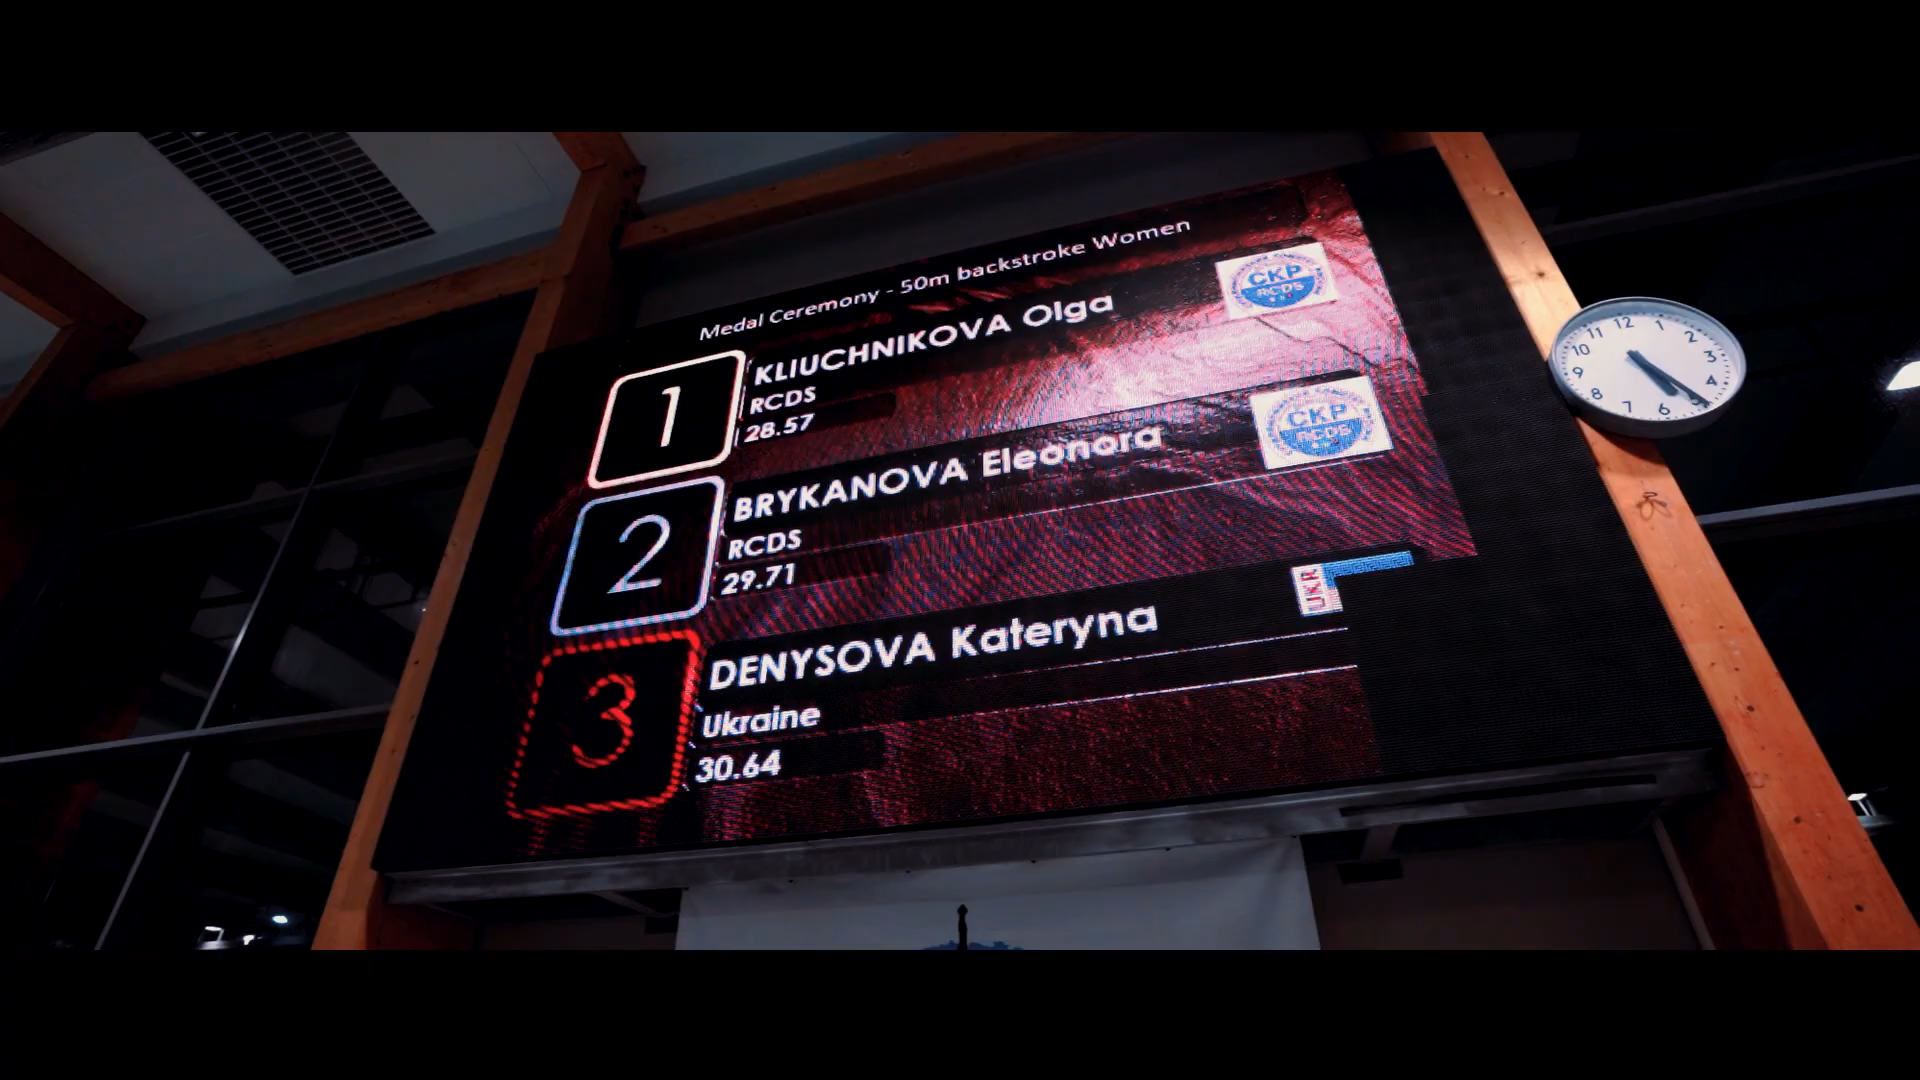 Medal Ceremony - 50m backstroke Women
1
KLIUCHNIKOVA Olga
RCDS
28.57
CKP
RCDS
2
BRYKANOVA Eleonora
RCDS
29.71
CKP
RCDS
3
DENYSOVA Kateryna
Ukraine
30.64
UKR
12
1
2
3
4
5
6
7
8
9
10
11